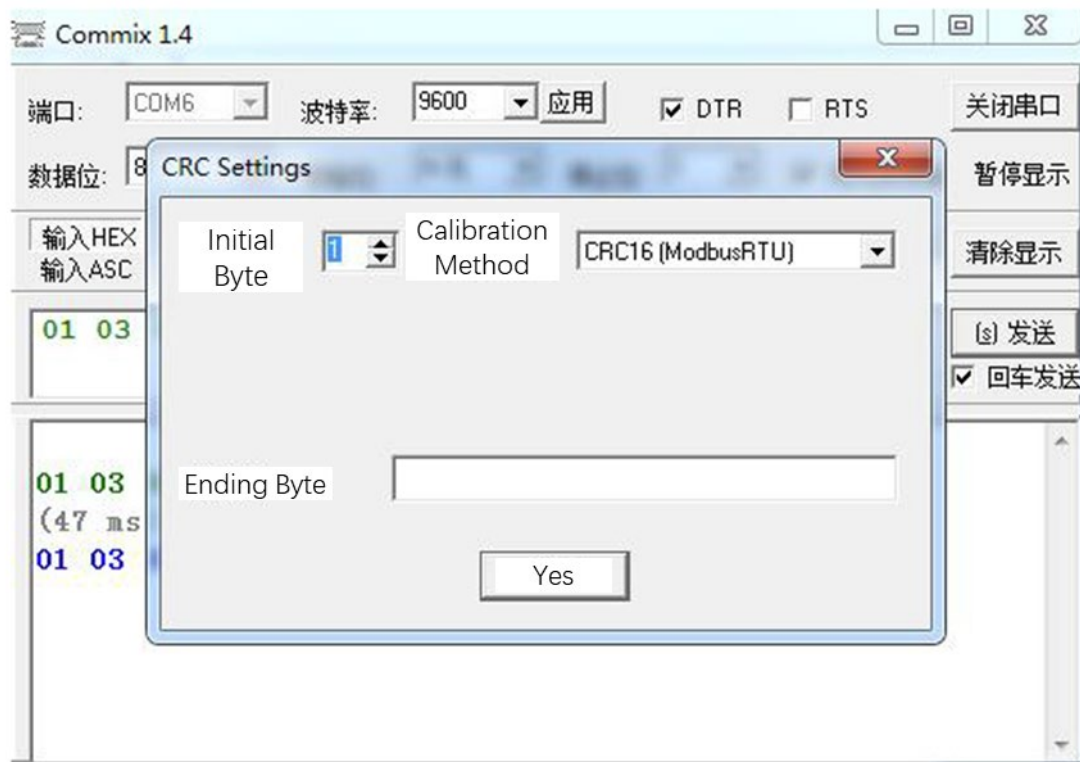 Commix 1.4
端口: COM6 波特率: 9600 应用 DTR RTS 关闭串口
数据位: 8 暂停显示
CRC Settings
输入HEX
输入ASC
清除显示
Initial
Byte
1
Calibration
Method
CRC16 (ModbusRTU)
01 03
(s) 发送
回车发送
01 03
(47 ms
01 03
Ending Byte
Yes